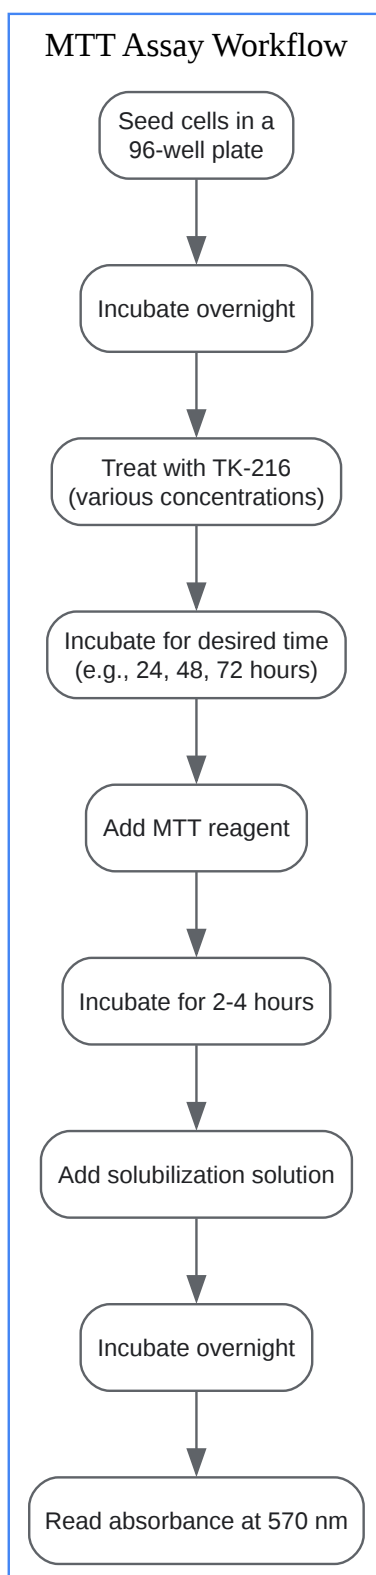 MTT Assay Workflow
Seed cells in a
96-well plate
Incubate overnight
Treat with TK-216
(various concentrations)
Incubate for desired time
(e.g., 24, 48, 72 hours)
Add MTT reagent
Incubate for 2-4 hours
Add solubilization solution
Incubate overnight
Read absorbance at 570 nm